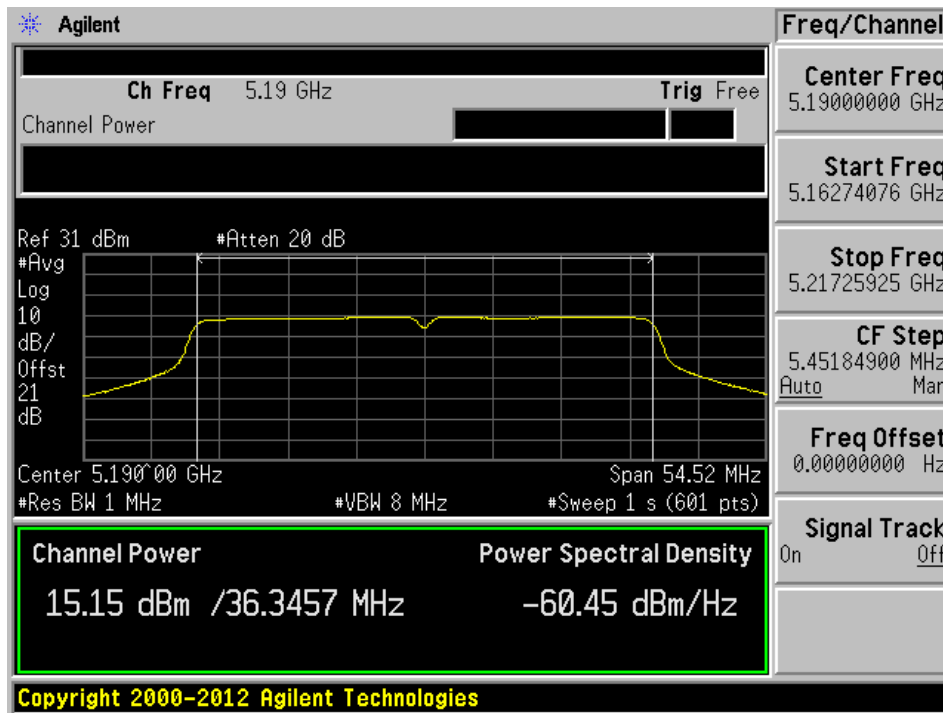 Agilent
Freq/Channel
Ch Freq 5.19 GHz Trig Free
Channel Power
Center Freq
5.19000000 GHz
Start Freq
5.16274076 GHz
Stop Freq
5.21725925 GHz
CF Step
5.45184900 MHz
Auto Man
Freq Offset
0.00000000 Hz
Signal Track
On Off
Ref 31 dBm #Atten 20 dB
#Avg
Log
10
dB/
Offst
21
dB
Center 5.190^00 GHz Span 54.52 MHz
#Res BW 1 MHz #VBW 8 MHz #Sweep 1 s (601 pts)
Channel Power Power Spectral Density
15.15 dBm /36.3457 MHz -60.45 dBm/Hz
Copyright 2000-2012 Agilent Technologies